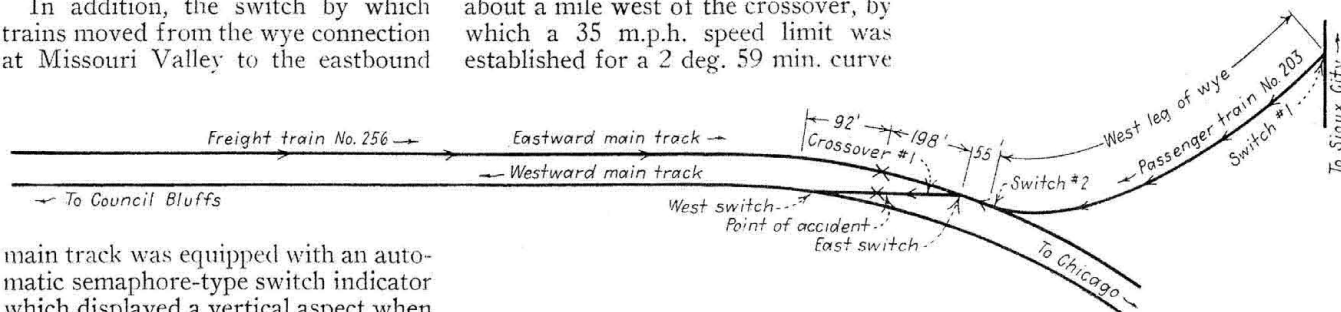 In addition, the switch by which
trains moved from the wye connection
at Missouri Valley to the eastbound
about a mile west of the crossover, by
which a 35 m.p.h. speed limit was
established for a 2 deg. 59 min. curve
Freight train No. 256
Eastward main track
Westward main track
To Council Bluffs
92'
198'
55'
Crossover #1
West switch
Point of accident
East switch
Switch #2
West leg of wye
Passenger train No. 203
Switch #1
To Sioux City
To Chicago
main track was equipped with an auto-
matic semaphore-type switch indicator
which displayed a vertical aspect when